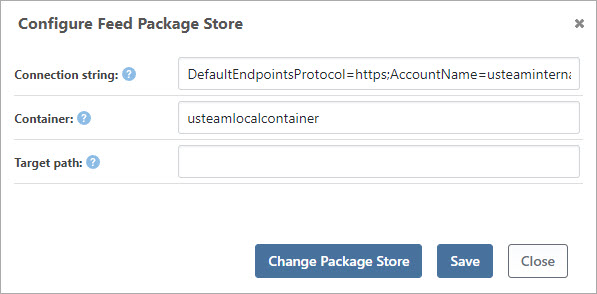 Configure Feed Package Store
Connection string: ? DefaultEndpointsProtocol=https;AccountName=usteaminterna
Container: ? usteamlocalcontainer
Target path: ?
Change Package Store Save Close